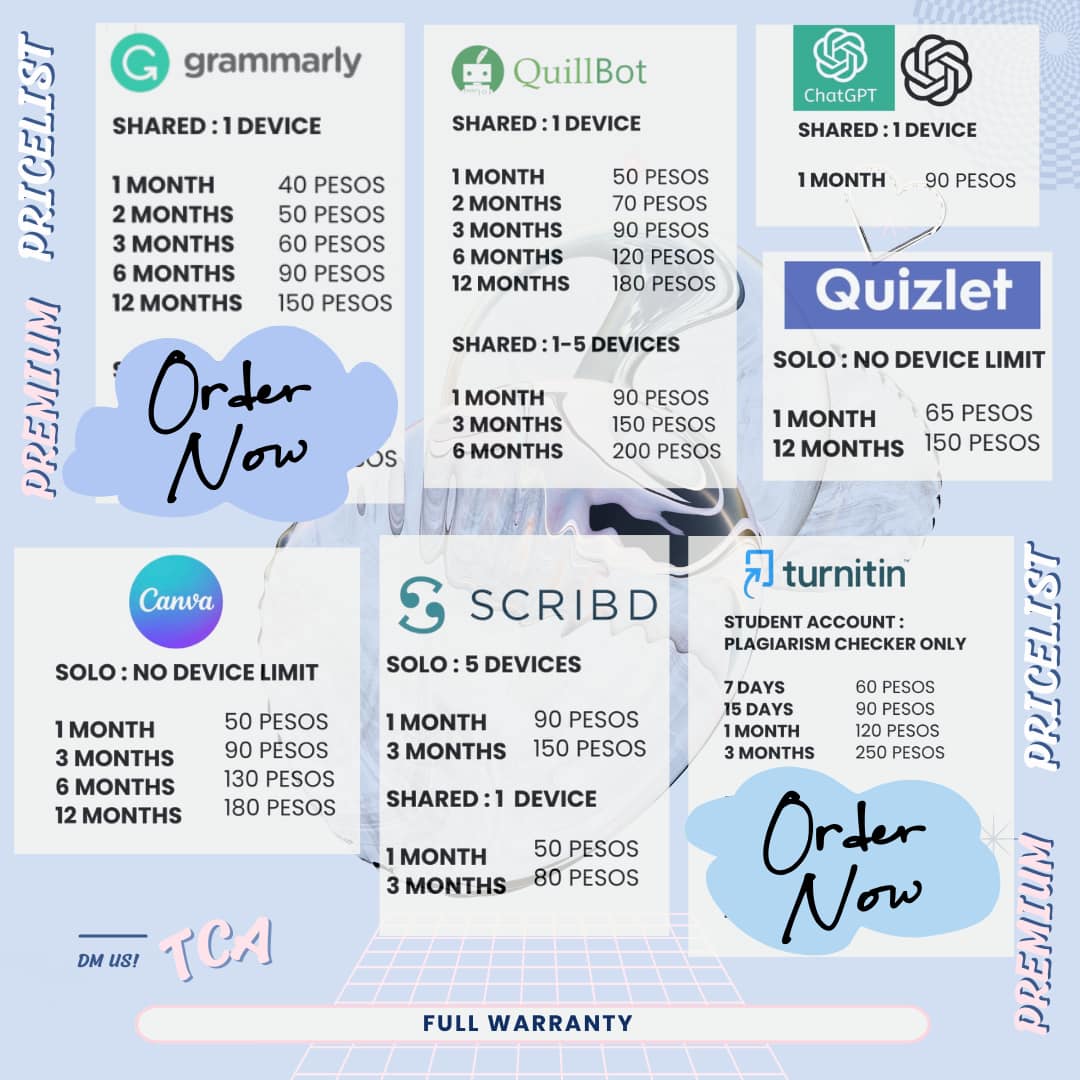 PREMIUM PRICELIST
grammarly
SHARED : 1 DEVICE
1 MONTH 40 PESOS
2 MONTHS 50 PESOS
3 MONTHS 60 PESOS
6 MONTHS 90 PESOS
12 MONTHS 150 PESOS
Order
Now
QuillBot
SHARED : 1 DEVICE
1 MONTH 50 PESOS
2 MONTHS 70 PESOS
3 MONTHS 90 PESOS
6 MONTHS 120 PESOS
12 MONTHS 180 PESOS
SHARED : 1-5 DEVICES
1 MONTH 90 PESOS
3 MONTHS 150 PESOS
6 MONTHS 200 PESOS
ChatGPT
SHARED : 1 DEVICE
1 MONTH 90 PESOS
Quizlet
SOLO : NO DEVICE LIMIT
1 MONTH 65 PESOS
12 MONTHS 150 PESOS
Canva
SOLO : NO DEVICE LIMIT
1 MONTH 50 PESOS
3 MONTHS 90 PESOS
6 MONTHS 130 PESOS
12 MONTHS 180 PESOS
SCRIBD
SOLO : 5 DEVICES
1 MONTH 90 PESOS
3 MONTHS 150 PESOS
SHARED : 1 DEVICE
1 MONTH 50 PESOS
3 MONTHS 80 PESOS
turnitin™
STUDENT ACCOUNT :
PLAGIARISM CHECKER ONLY
7 DAYS 60 PESOS
15 DAYS 90 PESOS
1 MONTH 120 PESOS
3 MONTHS 250 PESOS
Order
Now
PREMIUM PRICELIST
DM US! TCA
FULL WARRANTY